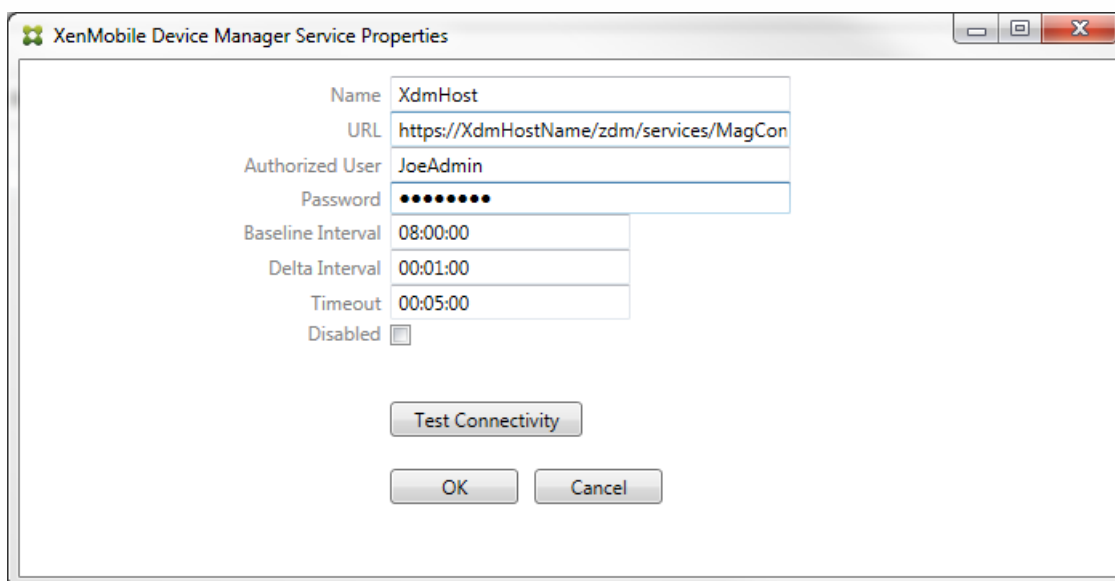 XenMobile Device Manager Service Properties
Name XdmHost
URL https://XdmHostName/zdm/services/MagCon
Authorized User JoeAdmin
Password ●●●●●●●●
Baseline Interval 08:00:00
Delta Interval 00:01:00
Timeout 00:05:00
Disabled
Test Connectivity
OK Cancel